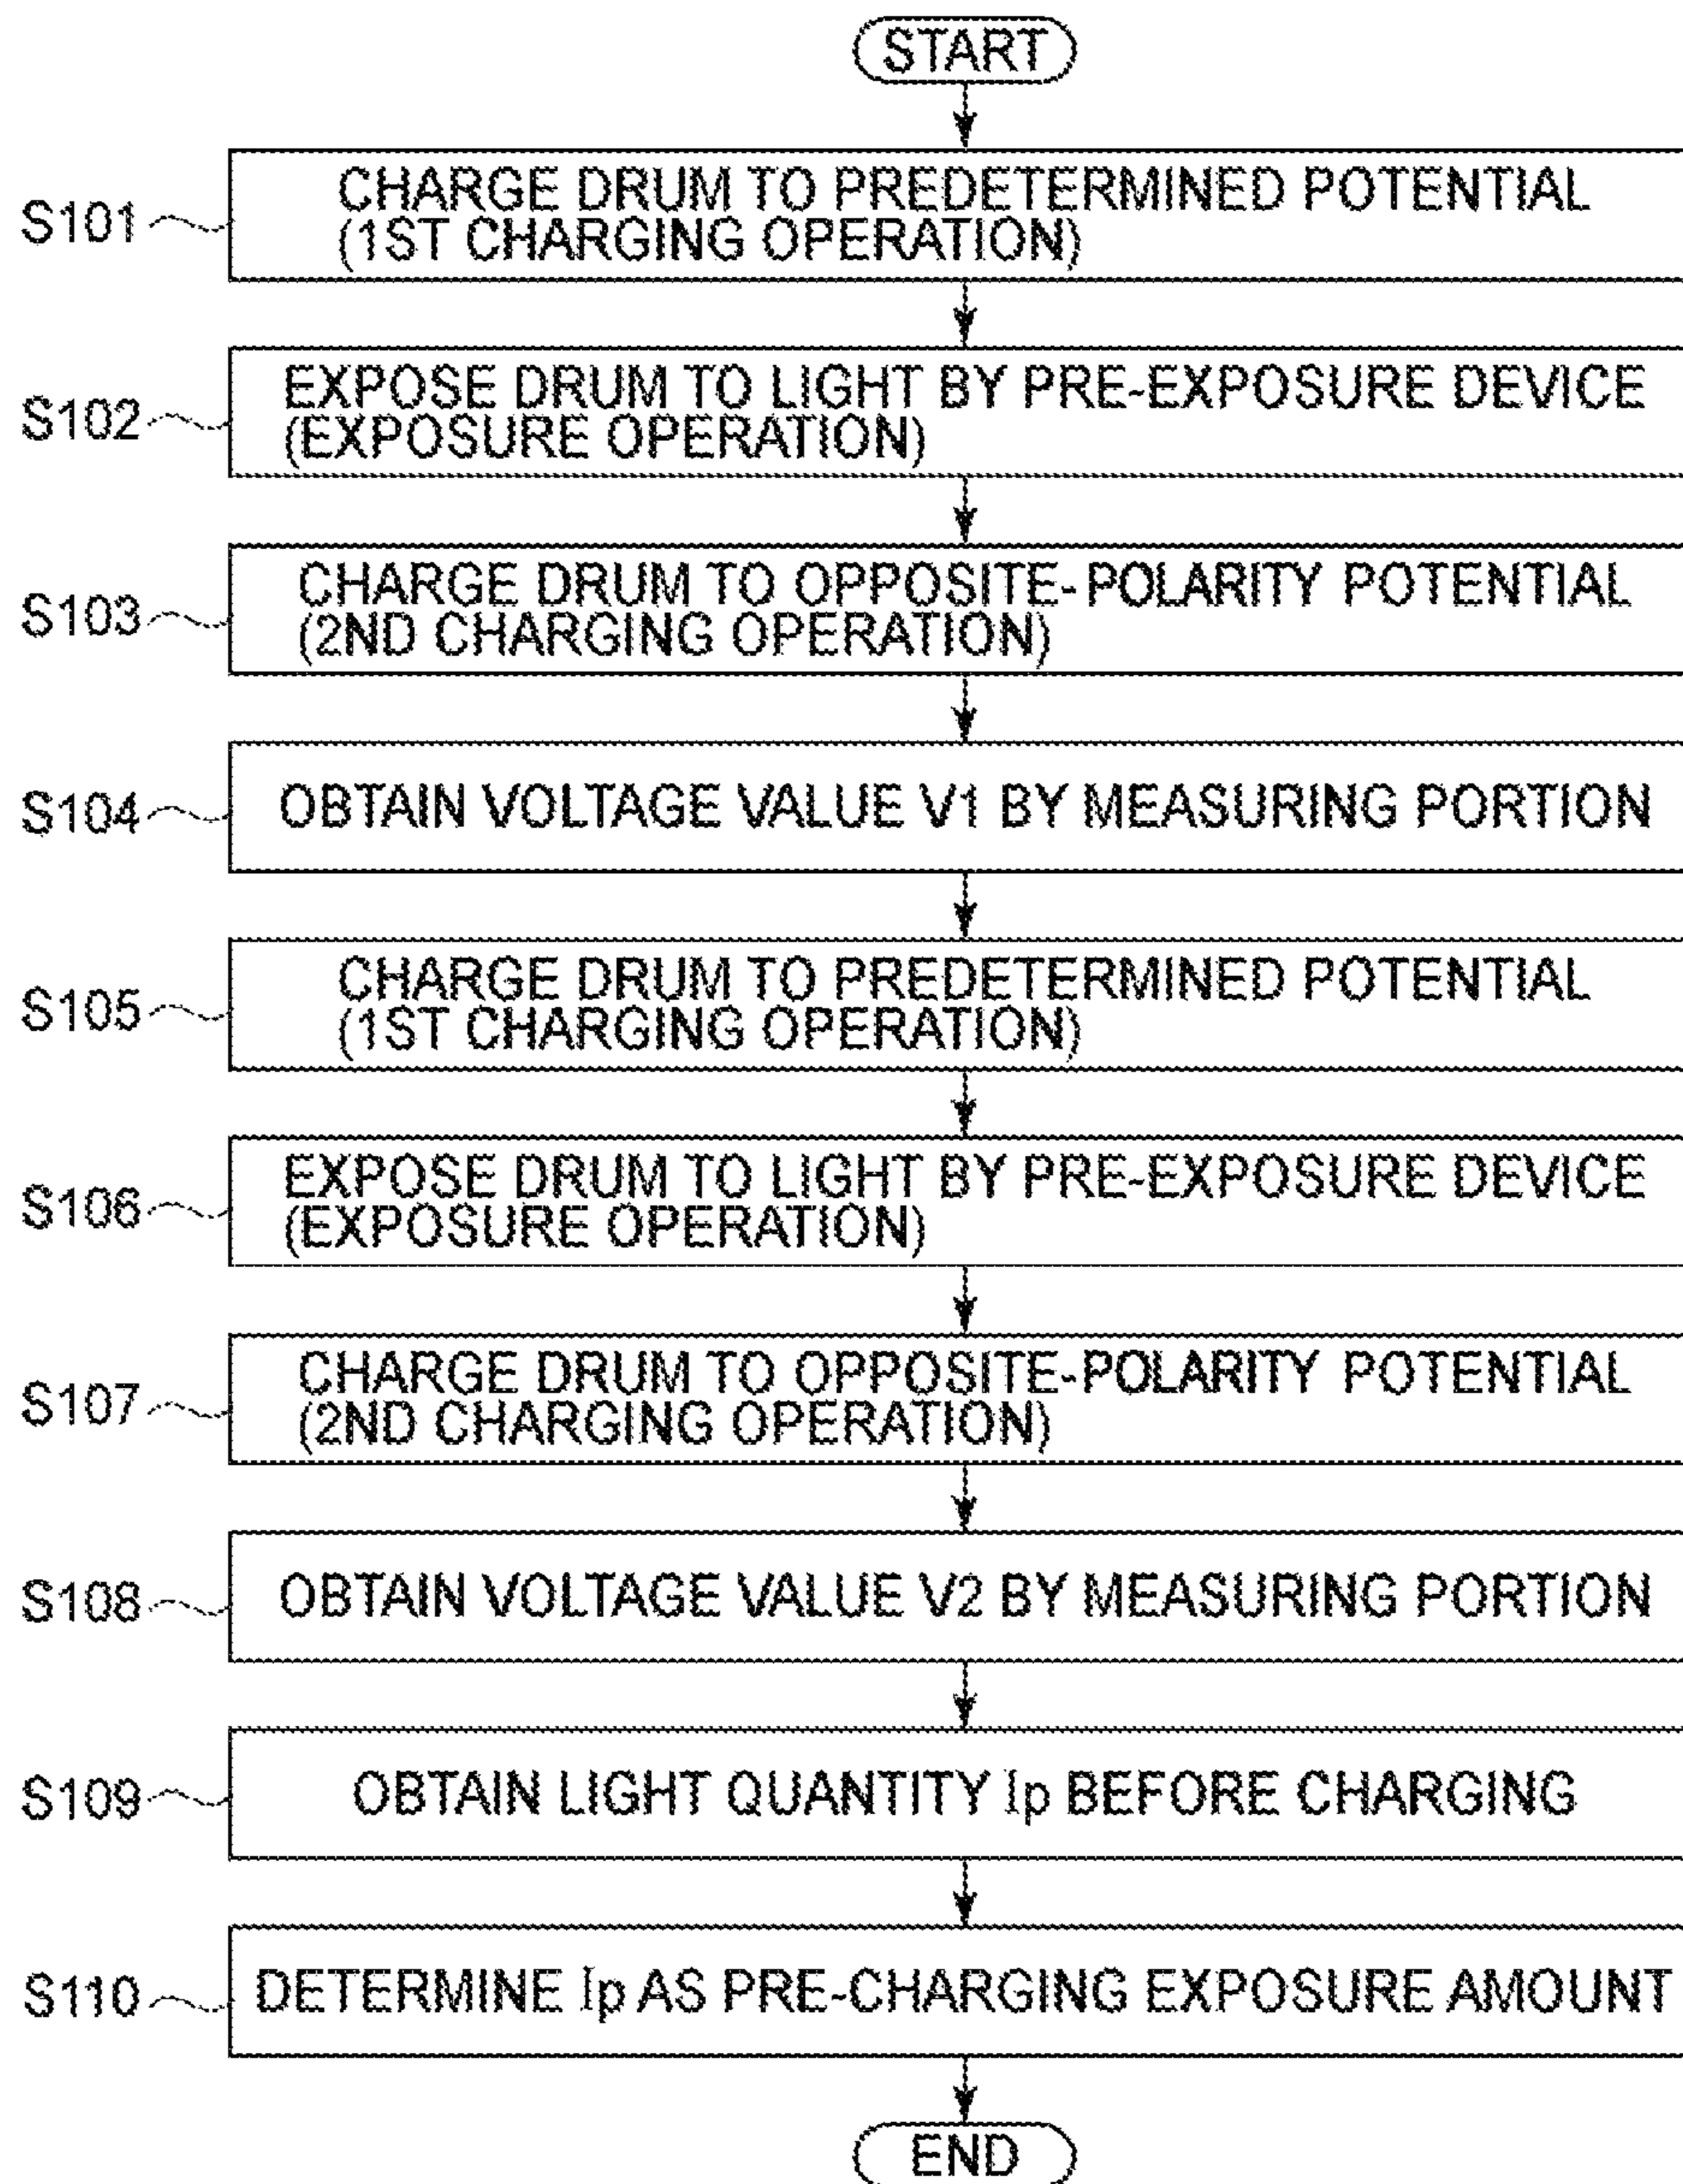 START
S101
CHARGE DRUM TO PREDETERMINED POTENTIAL
(1ST CHARGING OPERATION)
S102
EXPOSE DRUM TO LIGHT BY PRE-EXPOSURE DEVICE
(EXPOSURE OPERATION)
S103
CHARGE DRUM TO OPPOSITE-POLARITY POTENTIAL
(2ND CHARGING OPERATION)
S104
OBTAIN VOLTAGE VALUE V1 BY MEASURING PORTION
S105
CHARGE DRUM TO PREDETERMINED POTENTIAL
(1ST CHARGING OPERATION)
S106
EXPOSE DRUM TO LIGHT BY PRE-EXPOSURE DEVICE
(EXPOSURE OPERATION)
S107
CHARGE DRUM TO OPPOSITE-POLARITY POTENTIAL
(2ND CHARGING OPERATION)
S108
OBTAIN VOLTAGE VALUE V2 BY MEASURING PORTION
S109
OBTAIN LIGHT QUANTITY Ip BEFORE CHARGING
S110
DETERMINE Ip AS PRE-CHARGING EXPOSURE AMOUNT
END